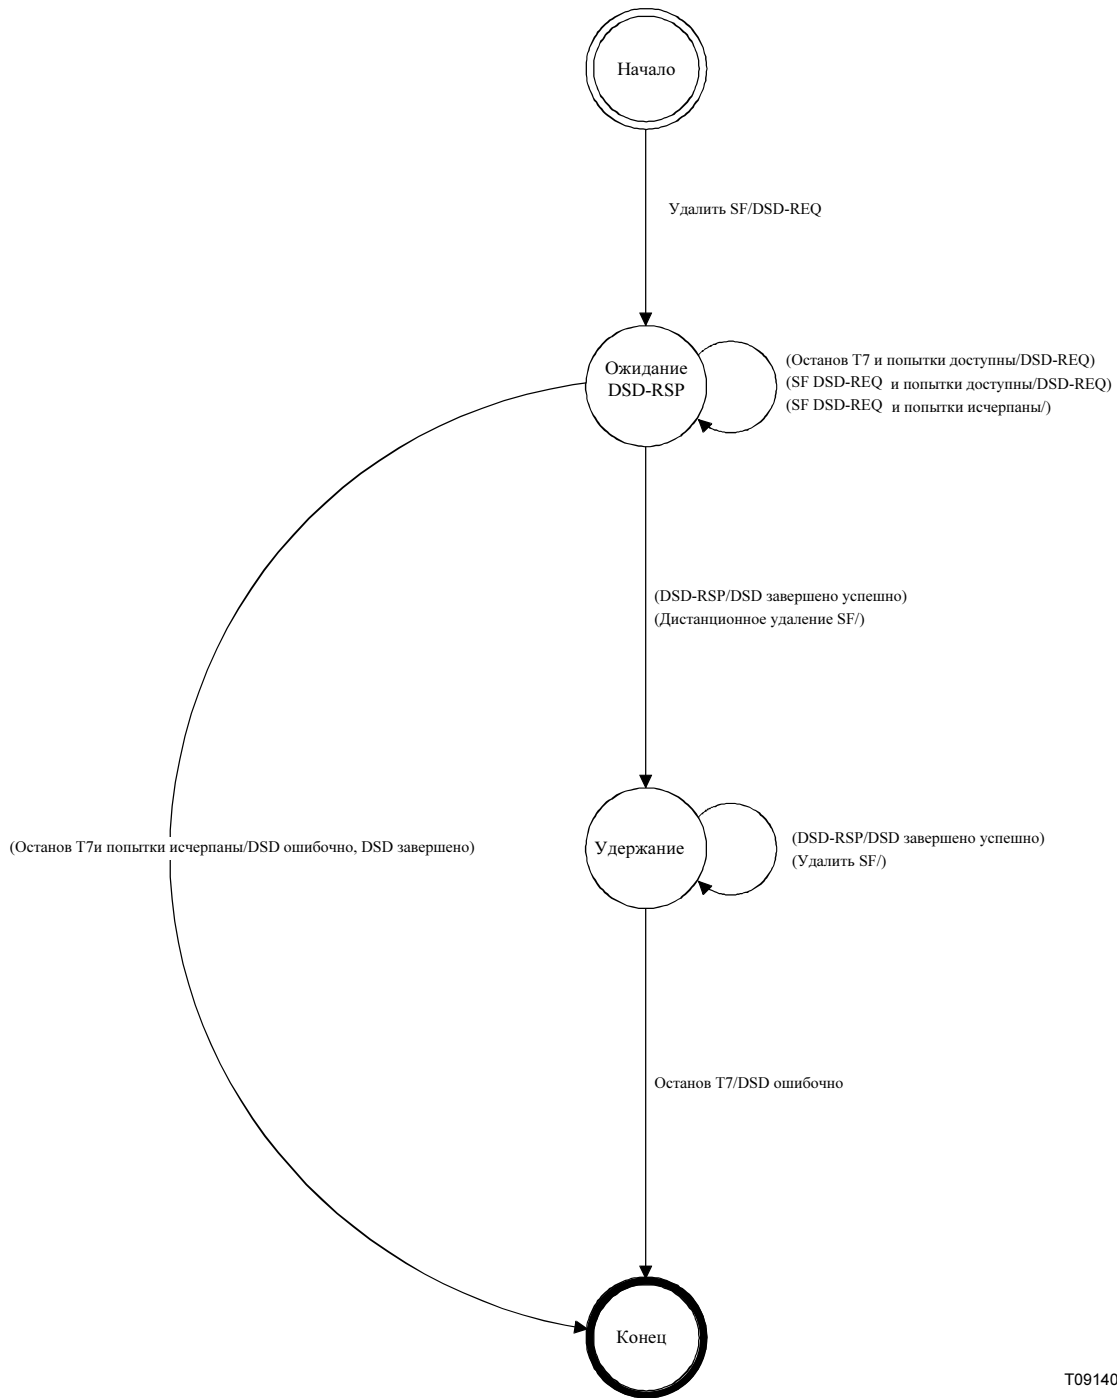 Начало
Удалить SF/DSD-REQ
Ожидание
DSD-RSP
(Останов T7 и попытки доступны/DSD-REQ)
(SF DSD-REQ и попытки доступны/DSD-REQ)
(SF DSD-REQ и попытки исчерпаны/)
(DSD-RSP/DSD завершено успешно)
(Дистанционное удаление SF/)
(Останов T7и попытки исчерпаны/DSD ошибочно, DSD завершено)
Удержание
(DSD-RSP/DSD завершено успешно)
(Удалить SF/)
Останов T7/DSD ошибочно
Конец
T09140